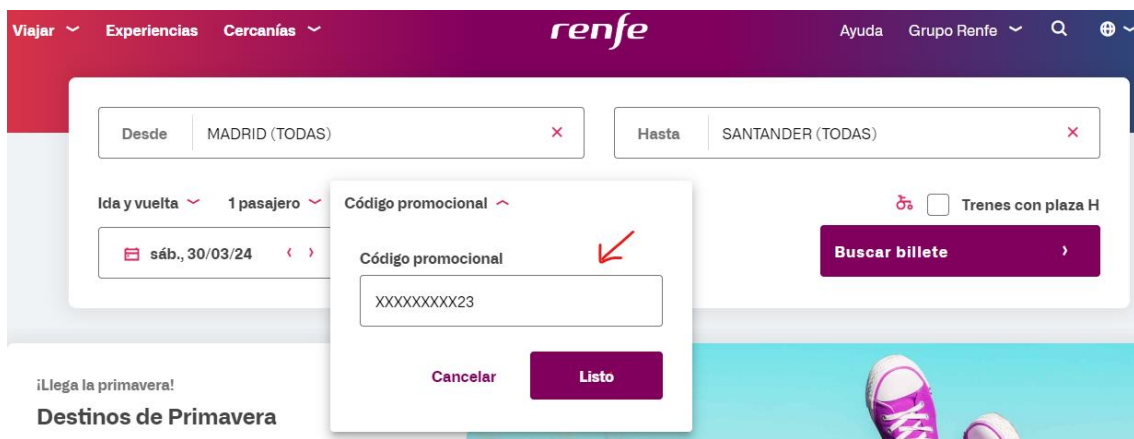 Viajar Experiencias Cercanías renfe Ayuda Grupo Renfe
Desde MADRID (TODAS) Hasta SANTANDER (TODAS)
Ida y vuelta 1 pasajero Código promocional Trenes con plaza H
sáb., 30/03/24 Buscar billete
Código promocional
XXXXXXXXX23
Cancelar Listo
¡Llega la primavera!
Destinos de Primavera